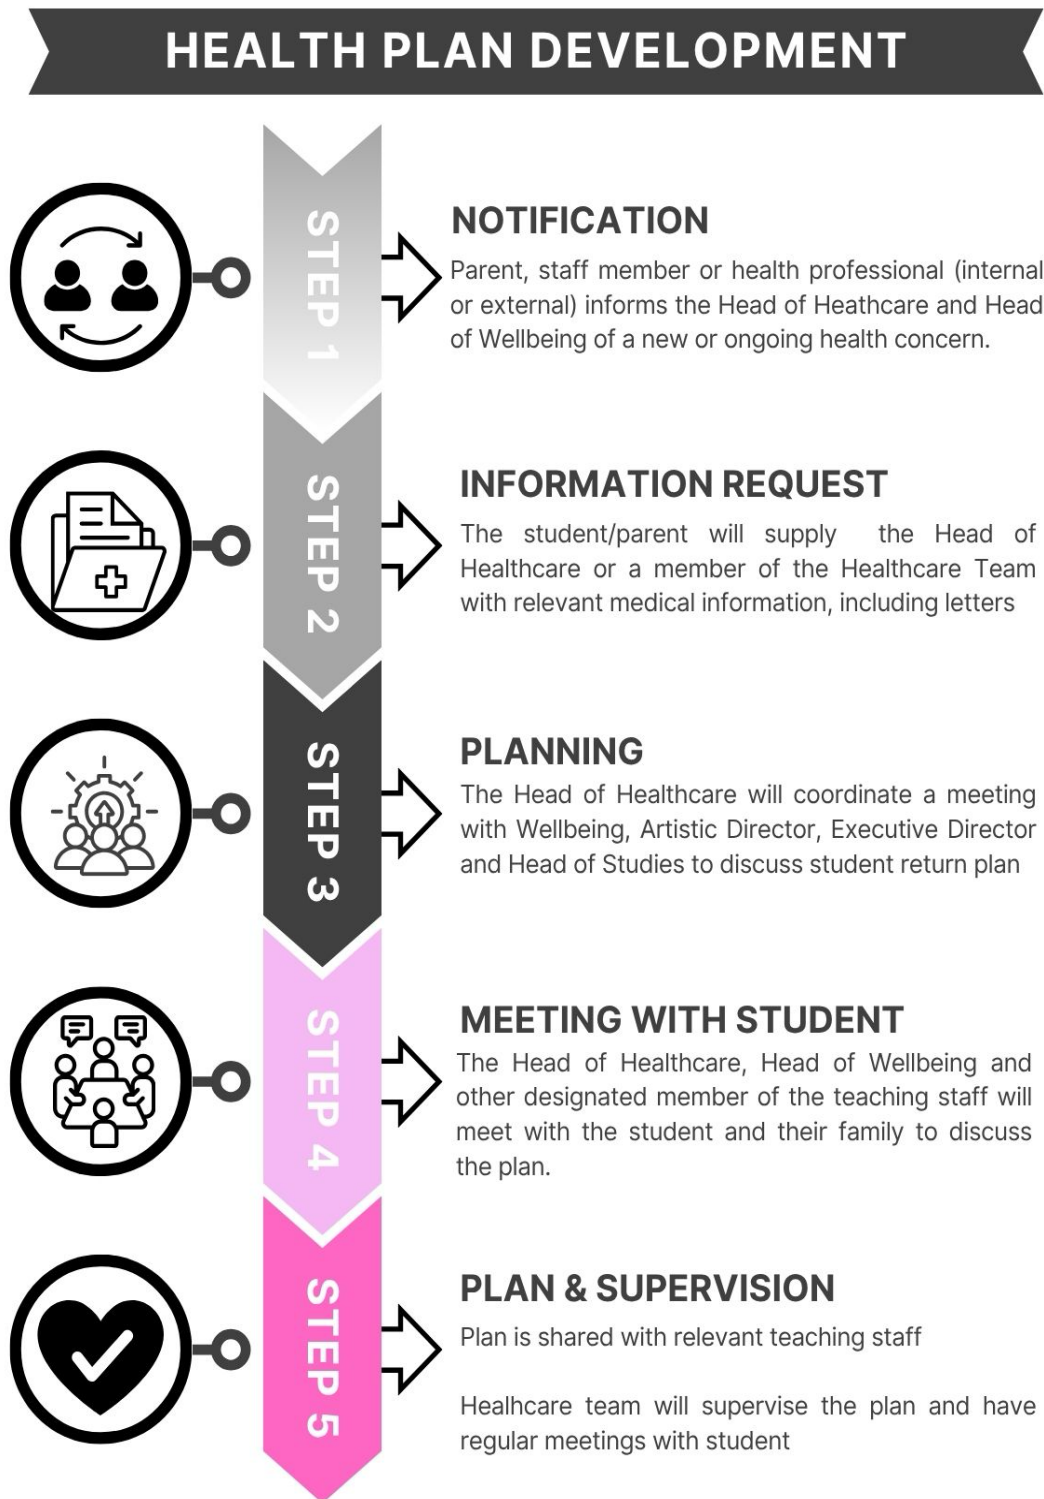 HEALTH PLAN DEVELOPMENT
STEP 1
NOTIFICATION
Parent, staff member or health professional (internal
or external) informs the Head of Heathcare and Head
of Wellbeing of a new or ongoing health concern.
STEP 2
INFORMATION REQUEST
The student/parent will supply the Head of
Healthcare or a member of the Healthcare Team
with relevant medical information, including letters
STEP 3
PLANNING
The Head of Healthcare will coordinate a meeting
with Wellbeing, Artistic Director, Executive Director
and Head of Studies to discuss student return plan
STEP 4
MEETING WITH STUDENT
The Head of Healthcare, Head of Wellbeing and
other designated member of the teaching staff will
meet with the student and their family to discuss
the plan.
STEP 5
PLAN & SUPERVISION
Plan is shared with relevant teaching staff
Healhcare team will supervise the plan and have
regular meetings with student